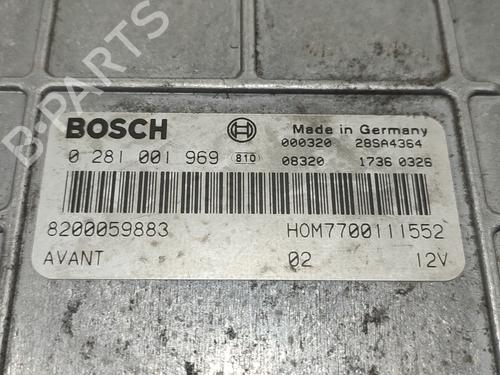 B-PARTS
BOSCH
Made in Germany
000320 28SA4364
0 281 001 969 810
08320 1736 0326
8200059883 HOM7700111552
AVANT 02 12V